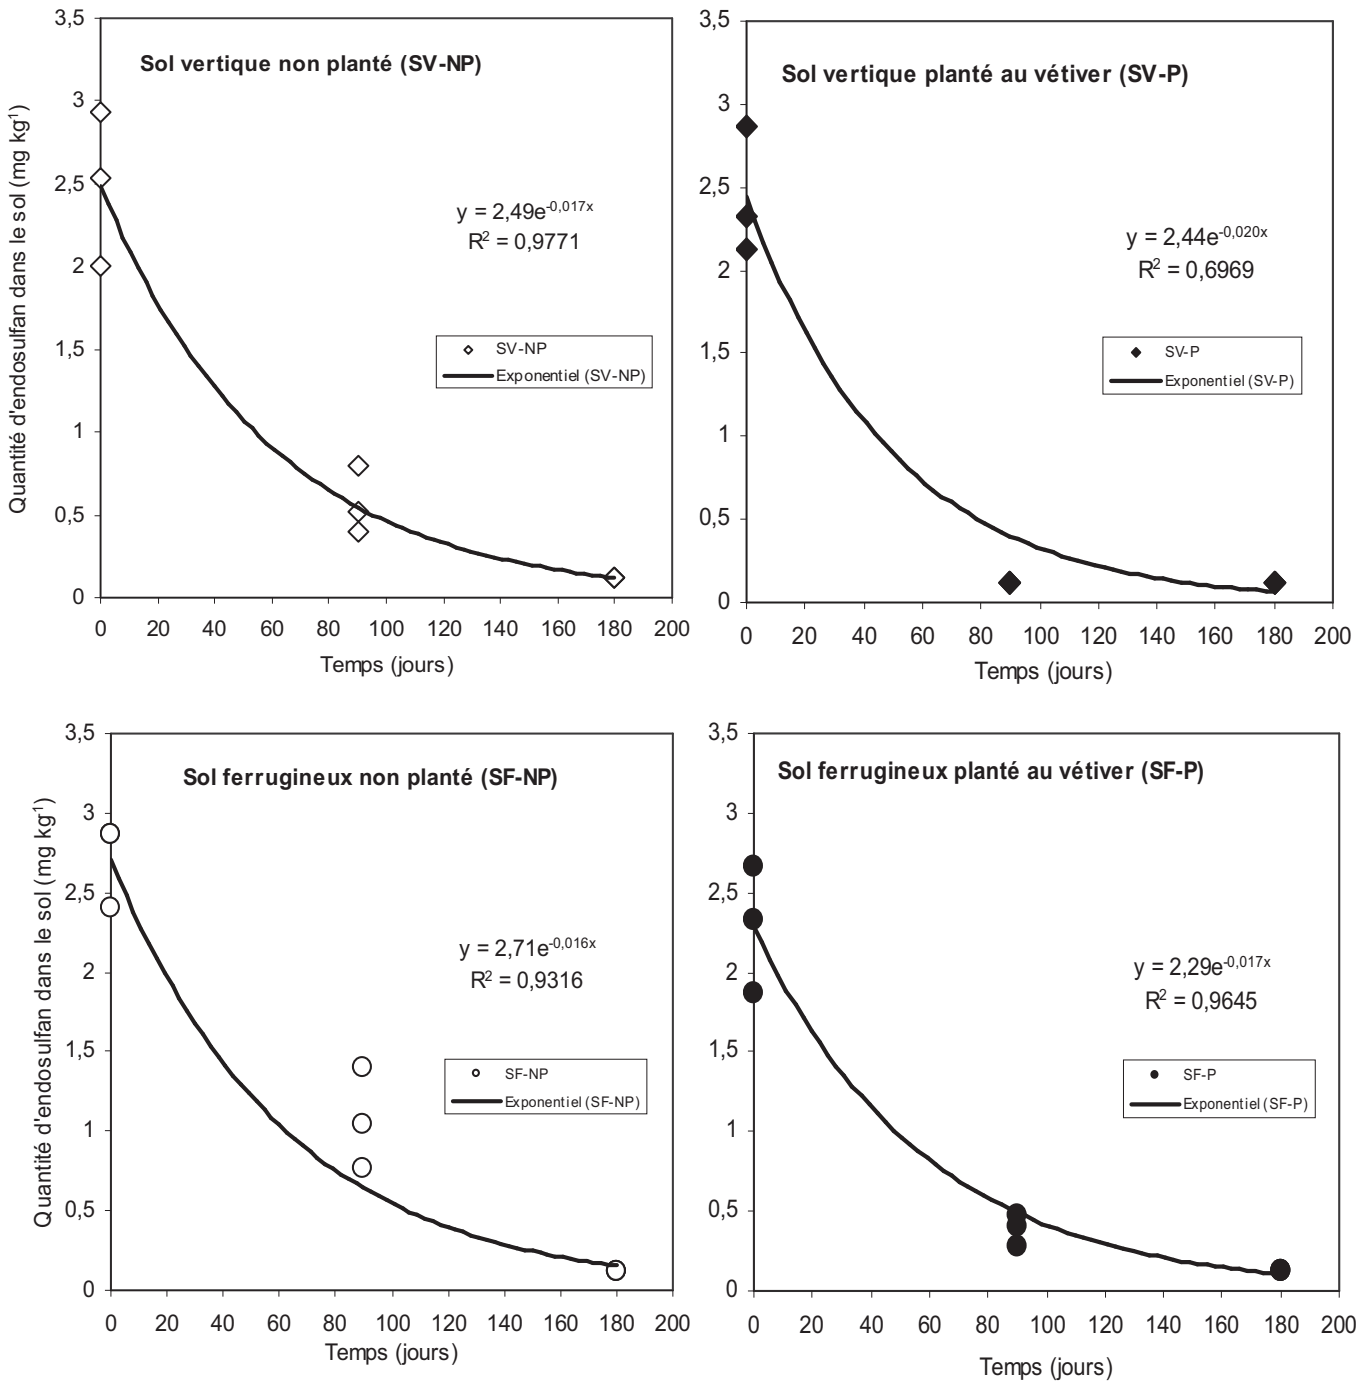 Sol vertique non planté (SV-NP)
Quantité d'endosulfan dans le sol (mg kg-1)
3,5
3
2,5
2
1,5
1
0,5
0
y = 2,49e-0,017x
R2 = 0,9771
SV-NP
Exponentiel (SV-NP)
0 20 40 60 80 100 120 140 160 180 200
Temps (jours)
Sol vertique planté au vétiver (SV-P)
3,5
3
2,5
2
1,5
1
0,5
0
y = 2,44e-0,020x
R2 = 0,6969
SV-P
Exponentiel (SV-P)
0 20 40 60 80 100 120 140 160 180 200
Temps (jours)
Sol ferrugineux non planté (SF-NP)
Quantité d'endosulfan dans le sol (mg kg-1)
3,5
3
2,5
2
1,5
1
0,5
0
y = 2,71e-0,016x
R2 = 0,9316
SF-NP
Exponentiel (SF-NP)
0 20 40 60 80 100 120 140 160 180 200
Temps (jours)
Sol ferrugineux planté au vétiver (SF-P)
3,5
3
2,5
2
1,5
1
0,5
0
y = 2,29e-0,017x
R2 = 0,9645
SF-P
Exponentiel (SF-P)
0 20 40 60 80 100 120 140 160 180 200
Temps (jours)